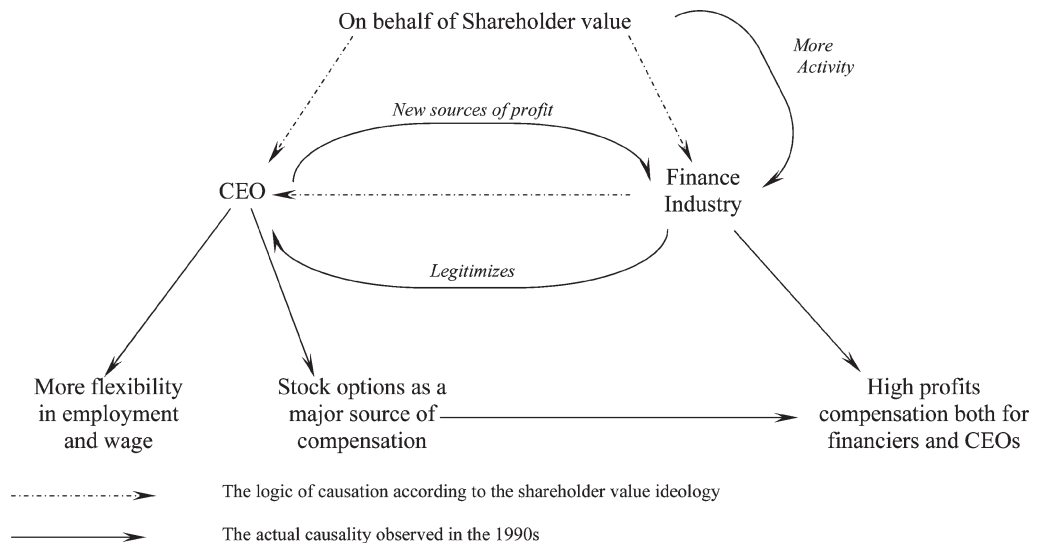 On behalf of Shareholder value
More
Activity
New sources of profit
CEO
Finance
Industry
Legitimizes
More flexibility
in employment
and wage
Stock options as a
major source of
compensation
High profits
compensation both for
financiers and CEOs
The logic of causation according to the shareholder value ideology
The actual causality observed in the 1990s